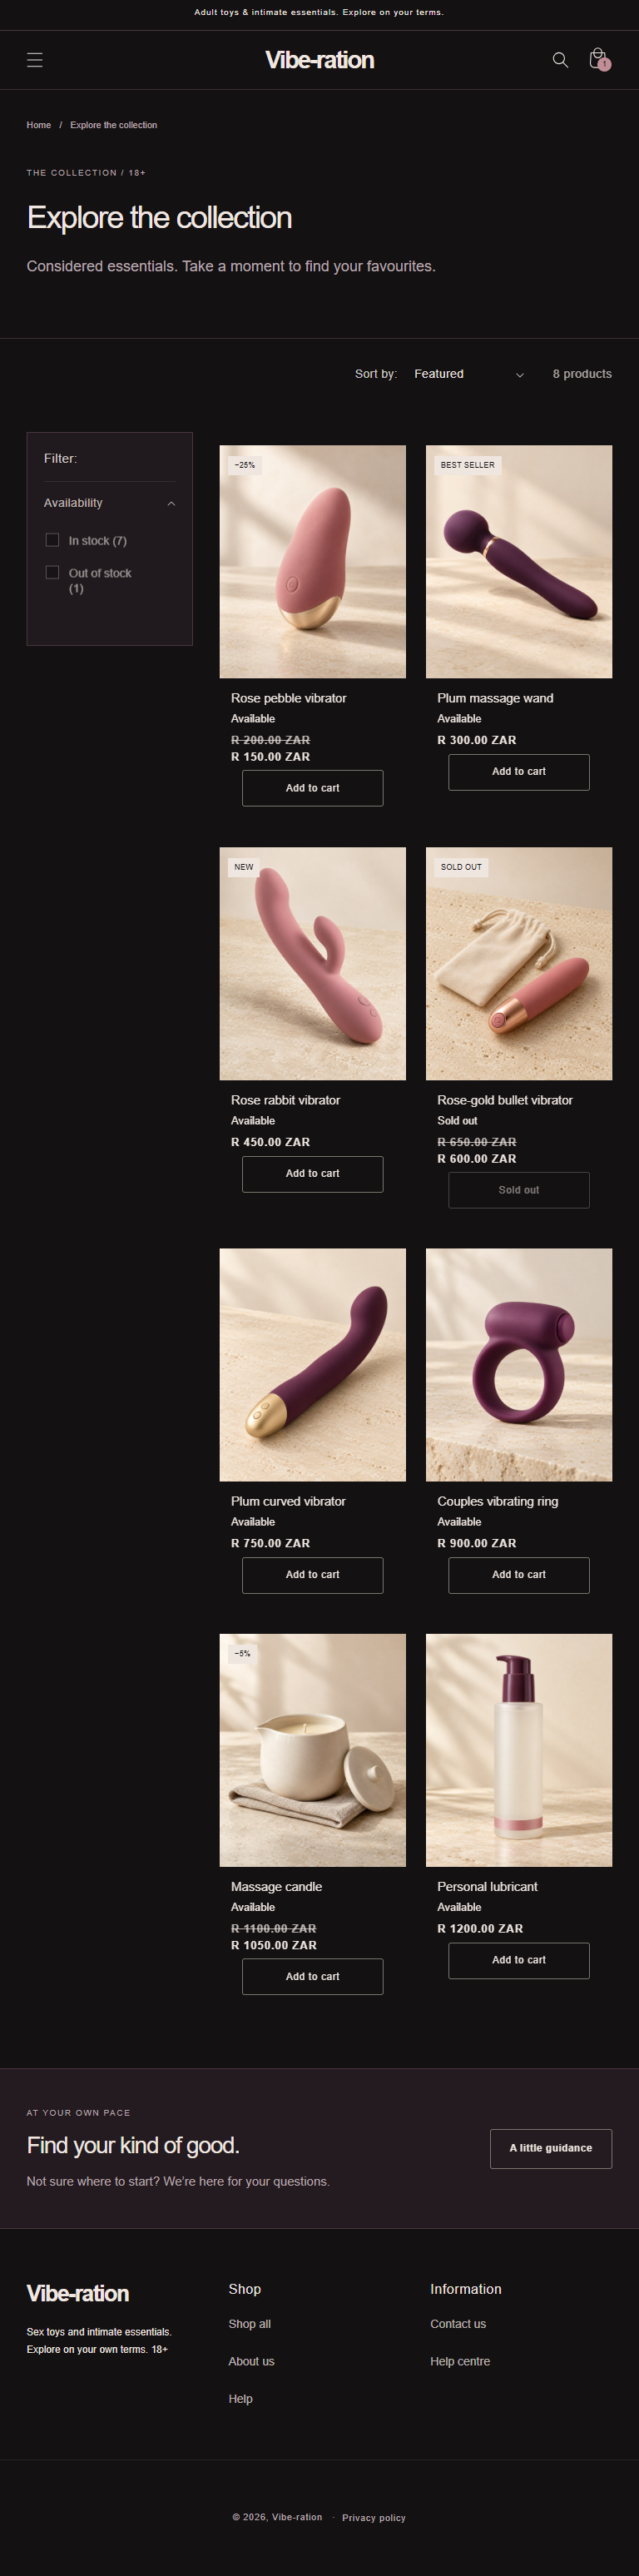 Adult toys & intimate essentials. Explore on your terms.
Vibe-ration
1
Home / Explore the collection
THE COLLECTION / 18+
Explore the collection
Considered essentials. Take a moment to find your favourites.
Sort by: Featured 8 products
Filter:
Availability
In stock (7)
Out of stock
(1)
−25%
BEST SELLER
Rose pebble vibrator
Available
R 200.00 ZAR
R 150.00 ZAR
Add to cart
Plum massage wand
Available
R 300.00 ZAR
Add to cart
NEW
SOLD OUT
Rose rabbit vibrator
Available
R 450.00 ZAR
Add to cart
Rose-gold bullet vibrator
Sold out
R 650.00 ZAR
R 600.00 ZAR
Sold out
Plum curved vibrator
Available
R 750.00 ZAR
Add to cart
Couples vibrating ring
Available
R 900.00 ZAR
Add to cart
−5%
Massage candle
Available
R 1100.00 ZAR
R 1050.00 ZAR
Add to cart
Personal lubricant
Available
R 1200.00 ZAR
Add to cart
AT YOUR OWN PACE
Find your kind of good.
Not sure where to start? We're here for your questions.
A little guidance
Vibe-ration
Sex toys and intimate essentials.
Explore on your own terms. 18+
Shop
Shop all
About us
Help
Information
Contact us
Help centre
© 2026, Vibe-ration · Privacy policy